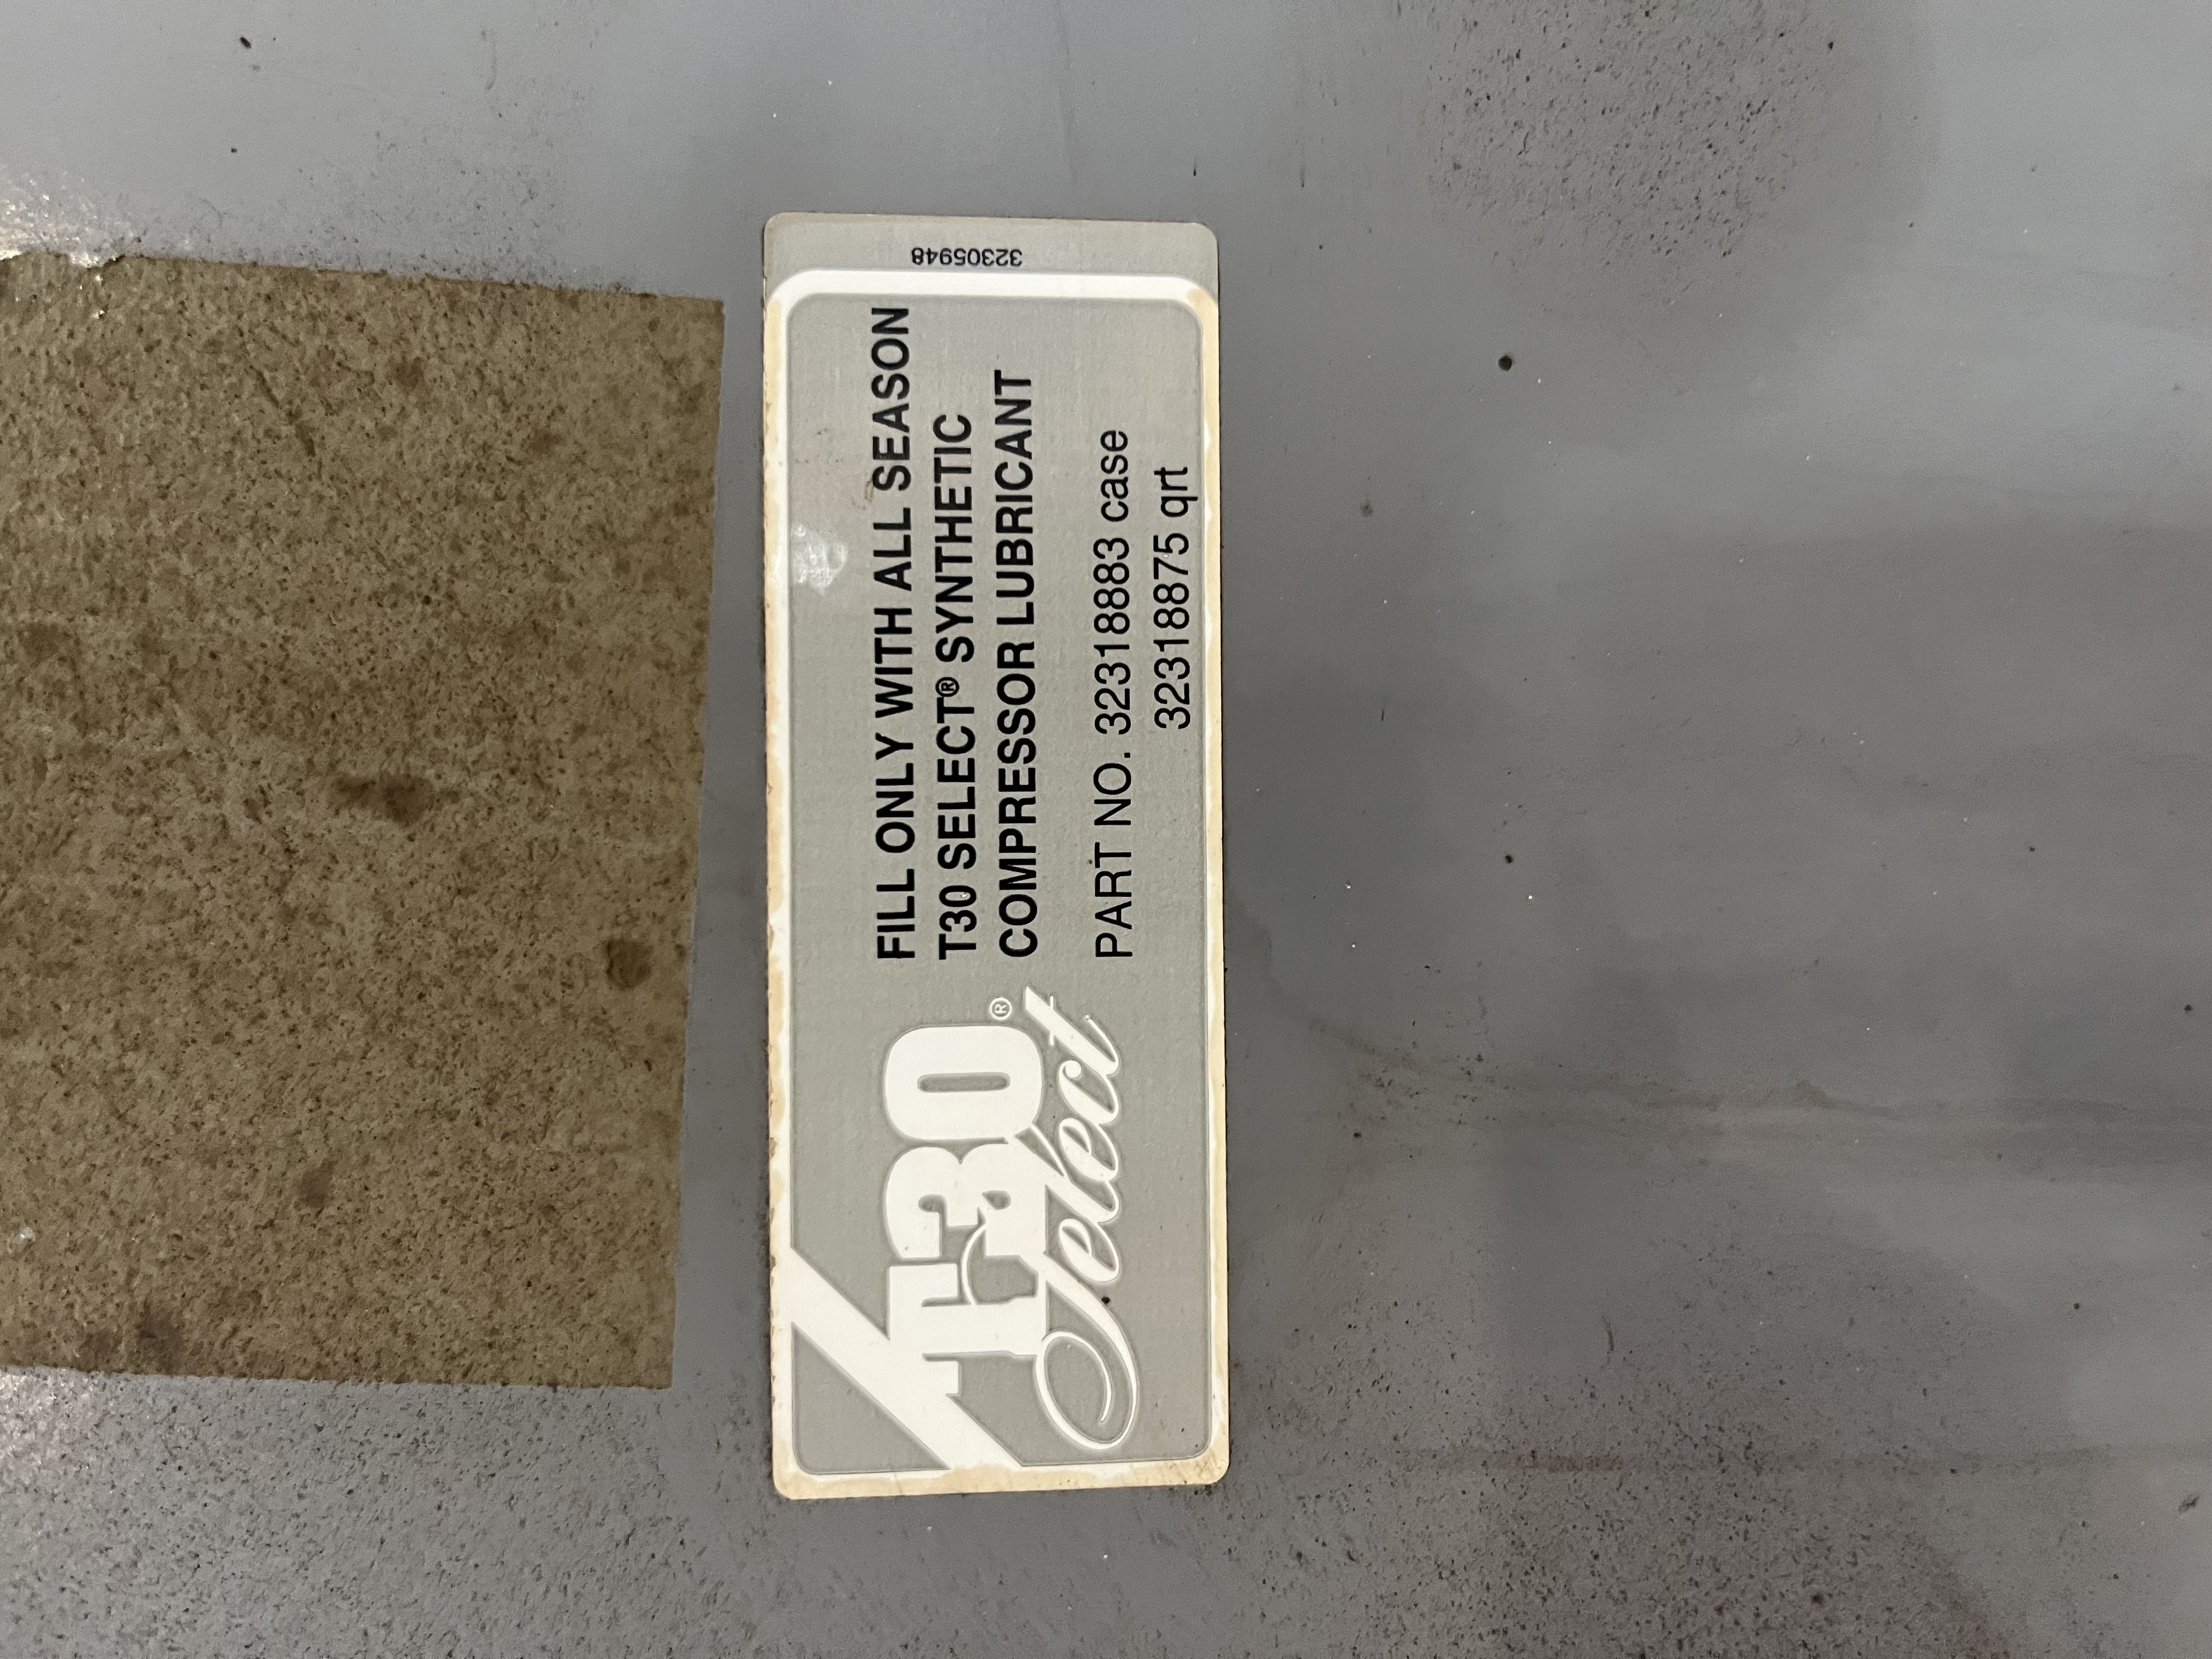 T30®
Select
FILL ONLY WITH ALL SEASON
T30 SELECT® SYNTHETIC
COMPRESSOR LUBRICANT
PART NO. 32318883 case
32318875 qrt
32305948